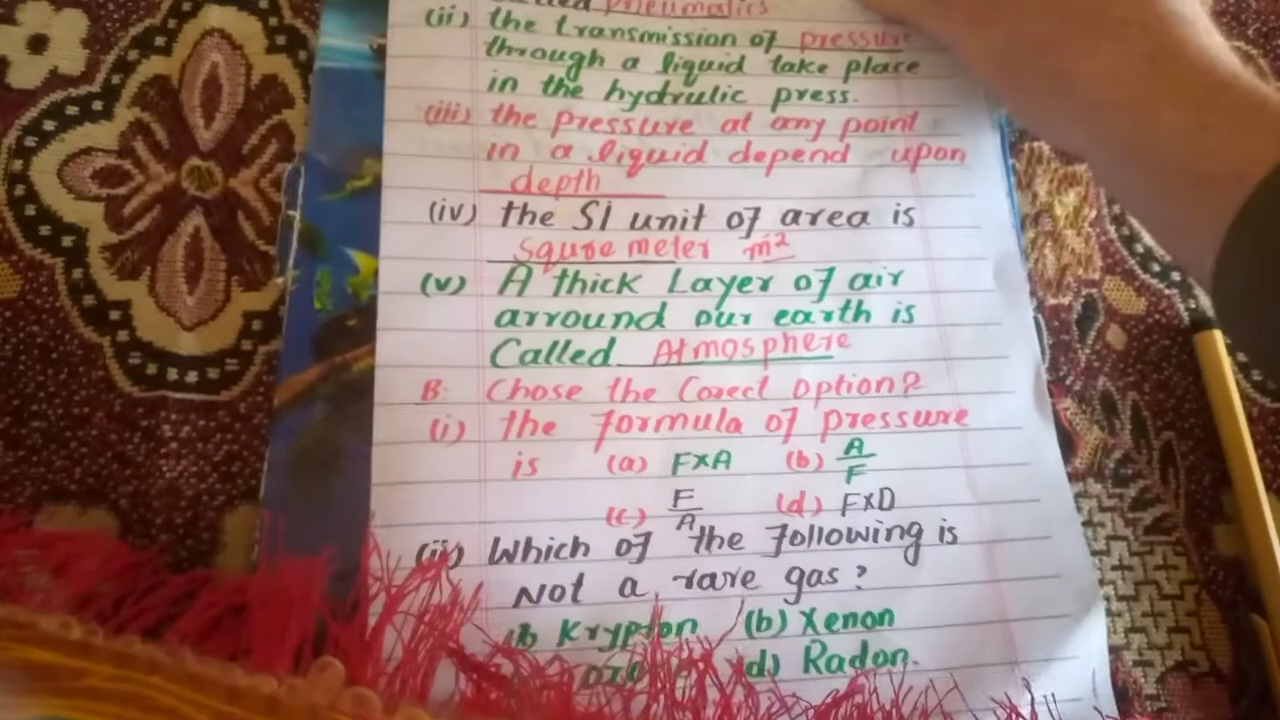 Pneumatics
(ii) the transmission of pressure
through a liquid take place
in the hydrulic press.
(iii) the pressure at any point
in a liquid depend upon
depth
(iv) the SI unit of area is
squre meter m²
(v) A thick Layer of air
arround our earth is
Called Atmosphere
B- Chose the Corect option?
(i) the formula of pressure
is (a) F×A (b) A/F
(c) F/A (d) F×D
(ii) Which of the following is
Not a rare gas?
Krypton (b) Xenon
(d) Radon.